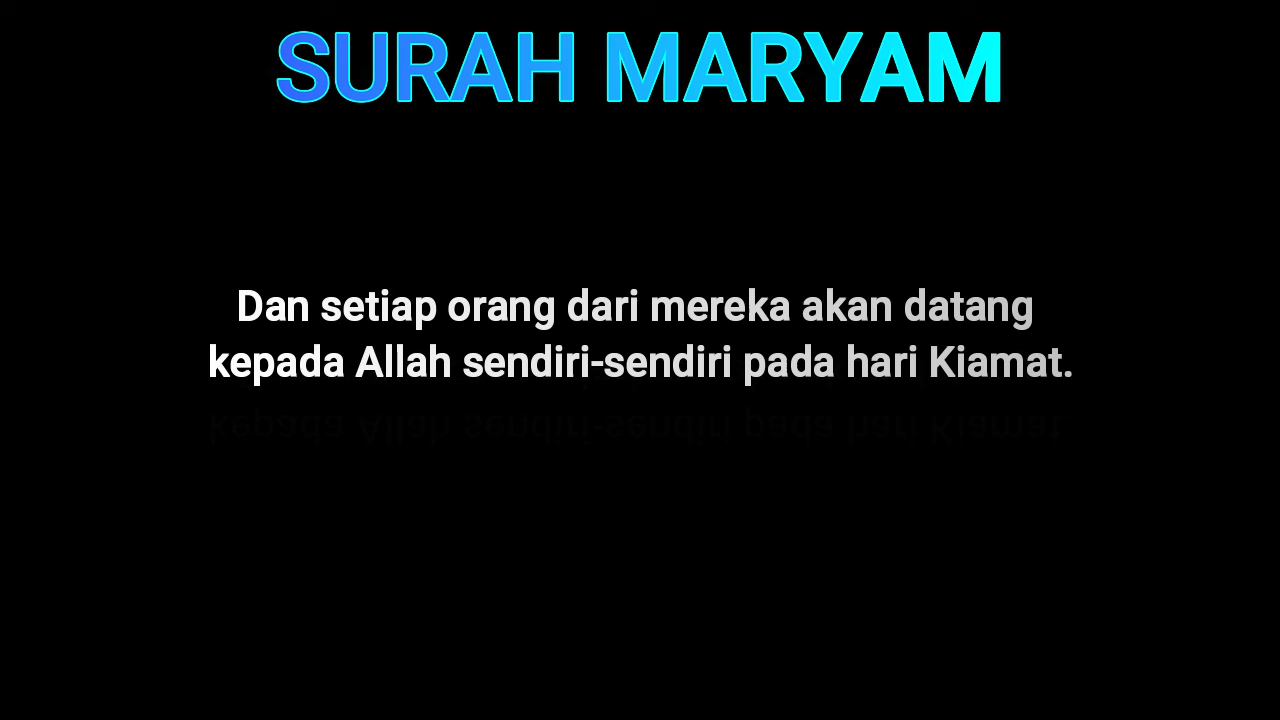 SURAH MARYAM
Dan setiap orang dari mereka akan datang
kepada Allah sendiri-sendiri pada hari Kiamat.